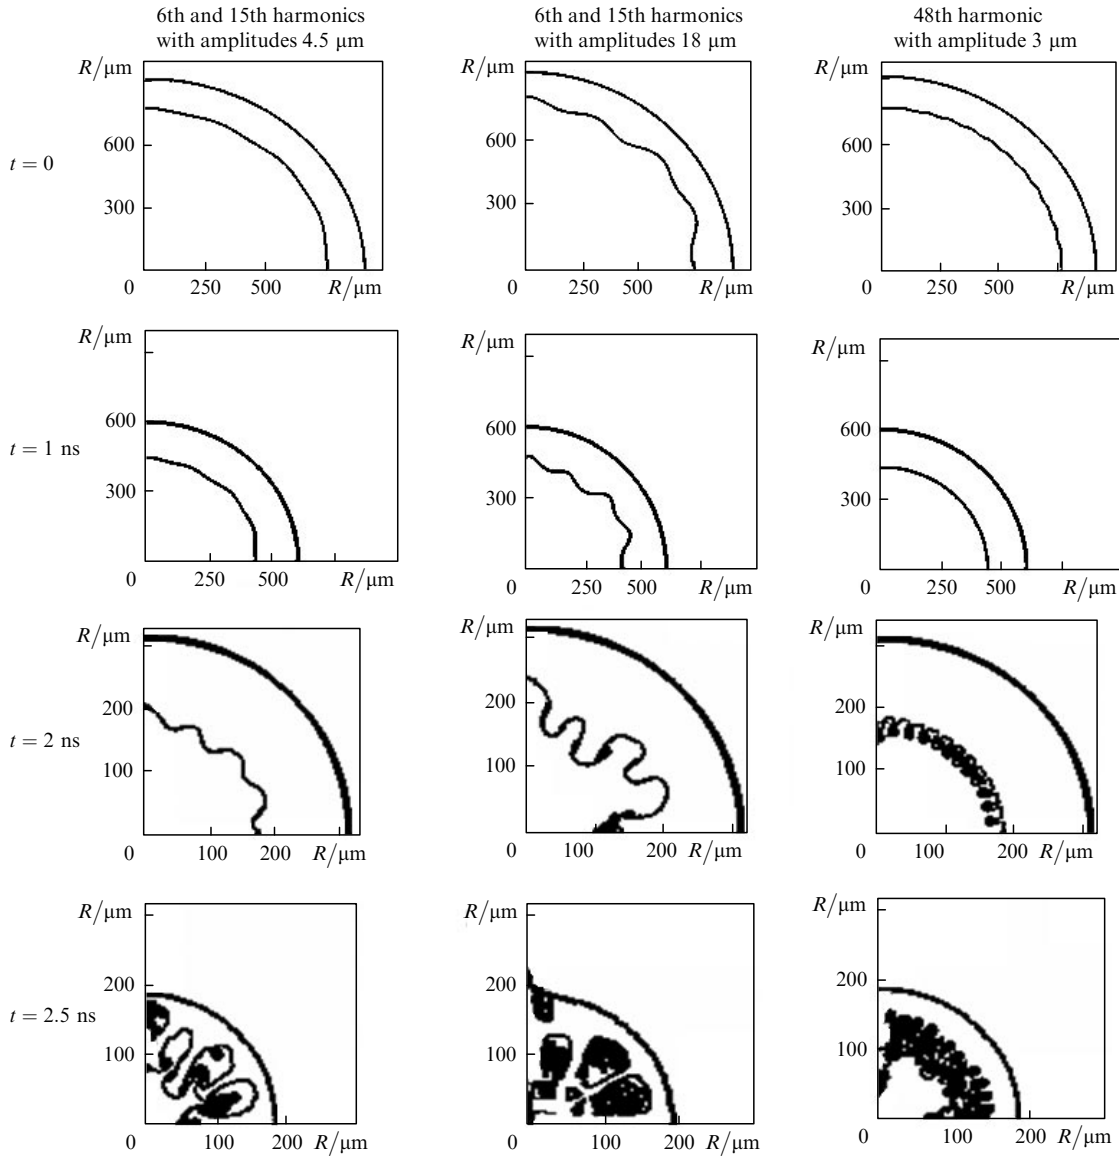 6th and 15th harmonics
with amplitudes 4.5 μm
6th and 15th harmonics
with amplitudes 18 μm
48th harmonic
with amplitude 3 μm
t = 0
R/μm
600
300
0
250
500
R/μm
R/μm
600
300
0
250
500
R/μm
R/μm
600
300
0
250
500
R/μm
t = 1 ns
R/μm
600
300
0
250
500
R/μm
R/μm
600
300
0
250
500
R/μm
R/μm
600
300
0
250
500
R/μm
t = 2 ns
R/μm
200
100
0
100
200
R/μm
R/μm
200
100
0
100
200
R/μm
R/μm
200
100
0
100
200
R/μm
t = 2.5 ns
R/μm
200
100
0
100
200
R/μm
R/μm
200
100
0
100
200
R/μm
R/μm
200
100
0
100
200
R/μm